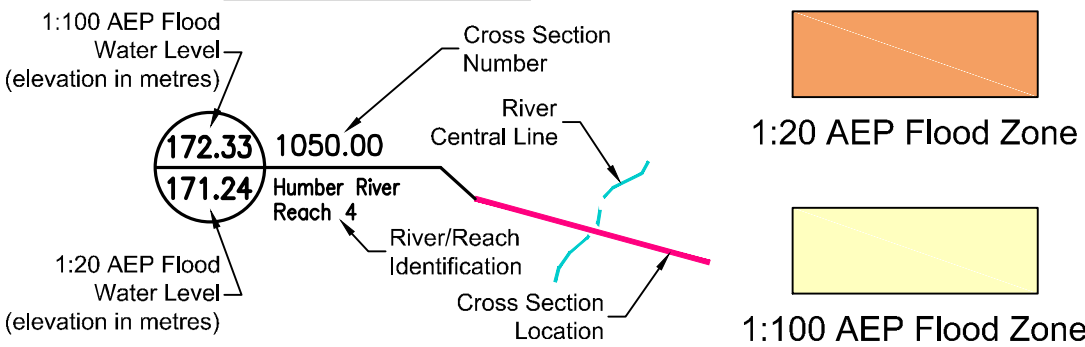 1:100 AEP Flood
Water Level
(elevation in metres)
172.33
171.24
1050.00
Humber River
Reach 4
1:20 AEP Flood
Water Level
(elevation in metres)
Cross Section
Number
River
Central Line
River/Reach
Identification
Cross Section
Location
1:20 AEP Flood Zone
1:100 AEP Flood Zone